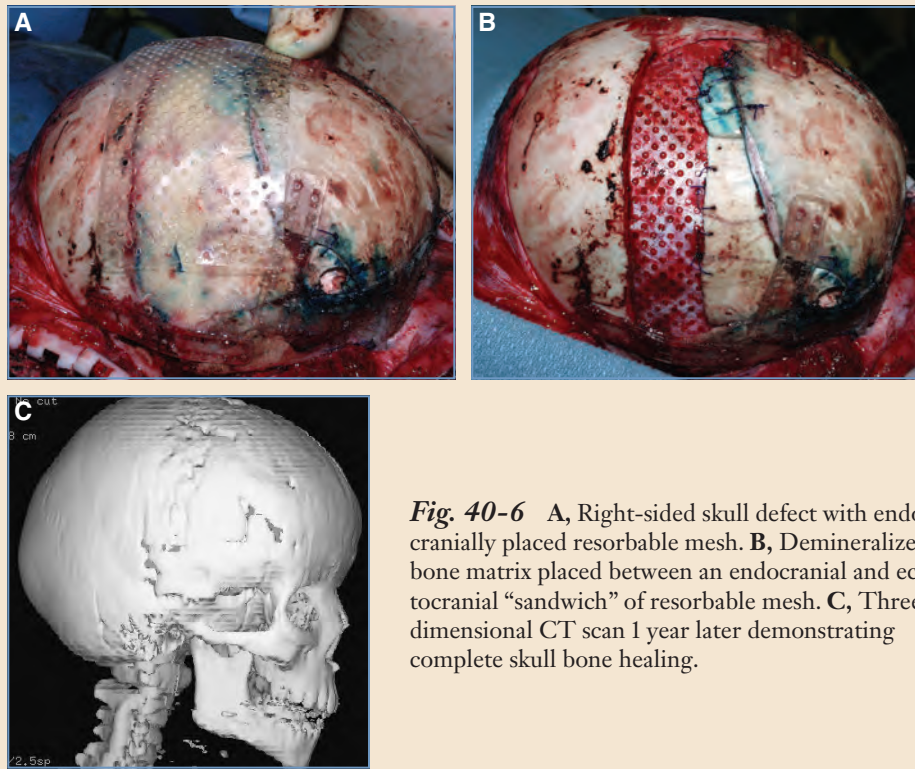 A
B
No cut
8 cm
C
/2.5sp
Fig. 40-6 A, Right-sided skull defect with endo
cranially placed resorbable mesh. B, Demineralize
bone matrix placed between an endocranial and ec
tocranial “sandwich” of resorbable mesh. C, Three
dimensional CT scan 1 year later demonstrating
complete skull bone healing.